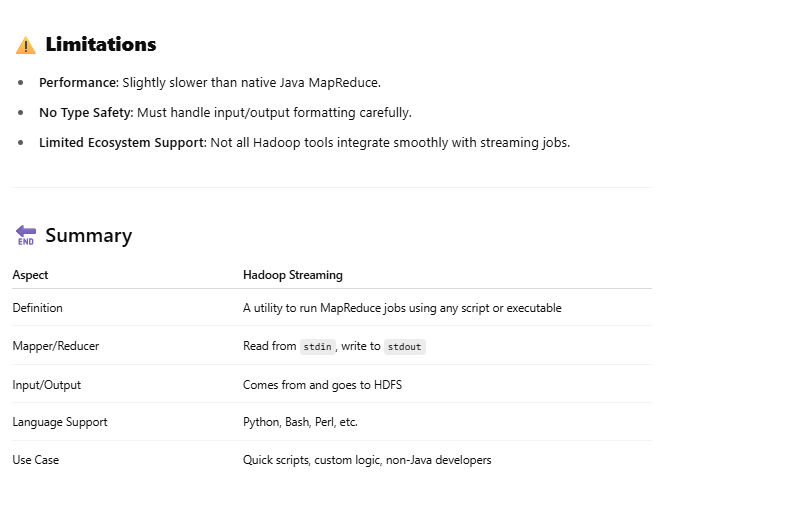 ⚠️ Limitations
• Performance: Slightly slower than native Java MapReduce.
• No Type Safety: Must handle input/output formatting carefully.
• Limited Ecosystem Support: Not all Hadoop tools integrate smoothly with streaming jobs.
🔚 Summary
Aspect Hadoop Streaming
Definition A utility to run MapReduce jobs using any script or executable
Mapper/Reducer Read from stdin, write to stdout
Input/Output Comes from and goes to HDFS
Language Support Python, Bash, Perl, etc.
Use Case Quick scripts, custom logic, non-Java developers